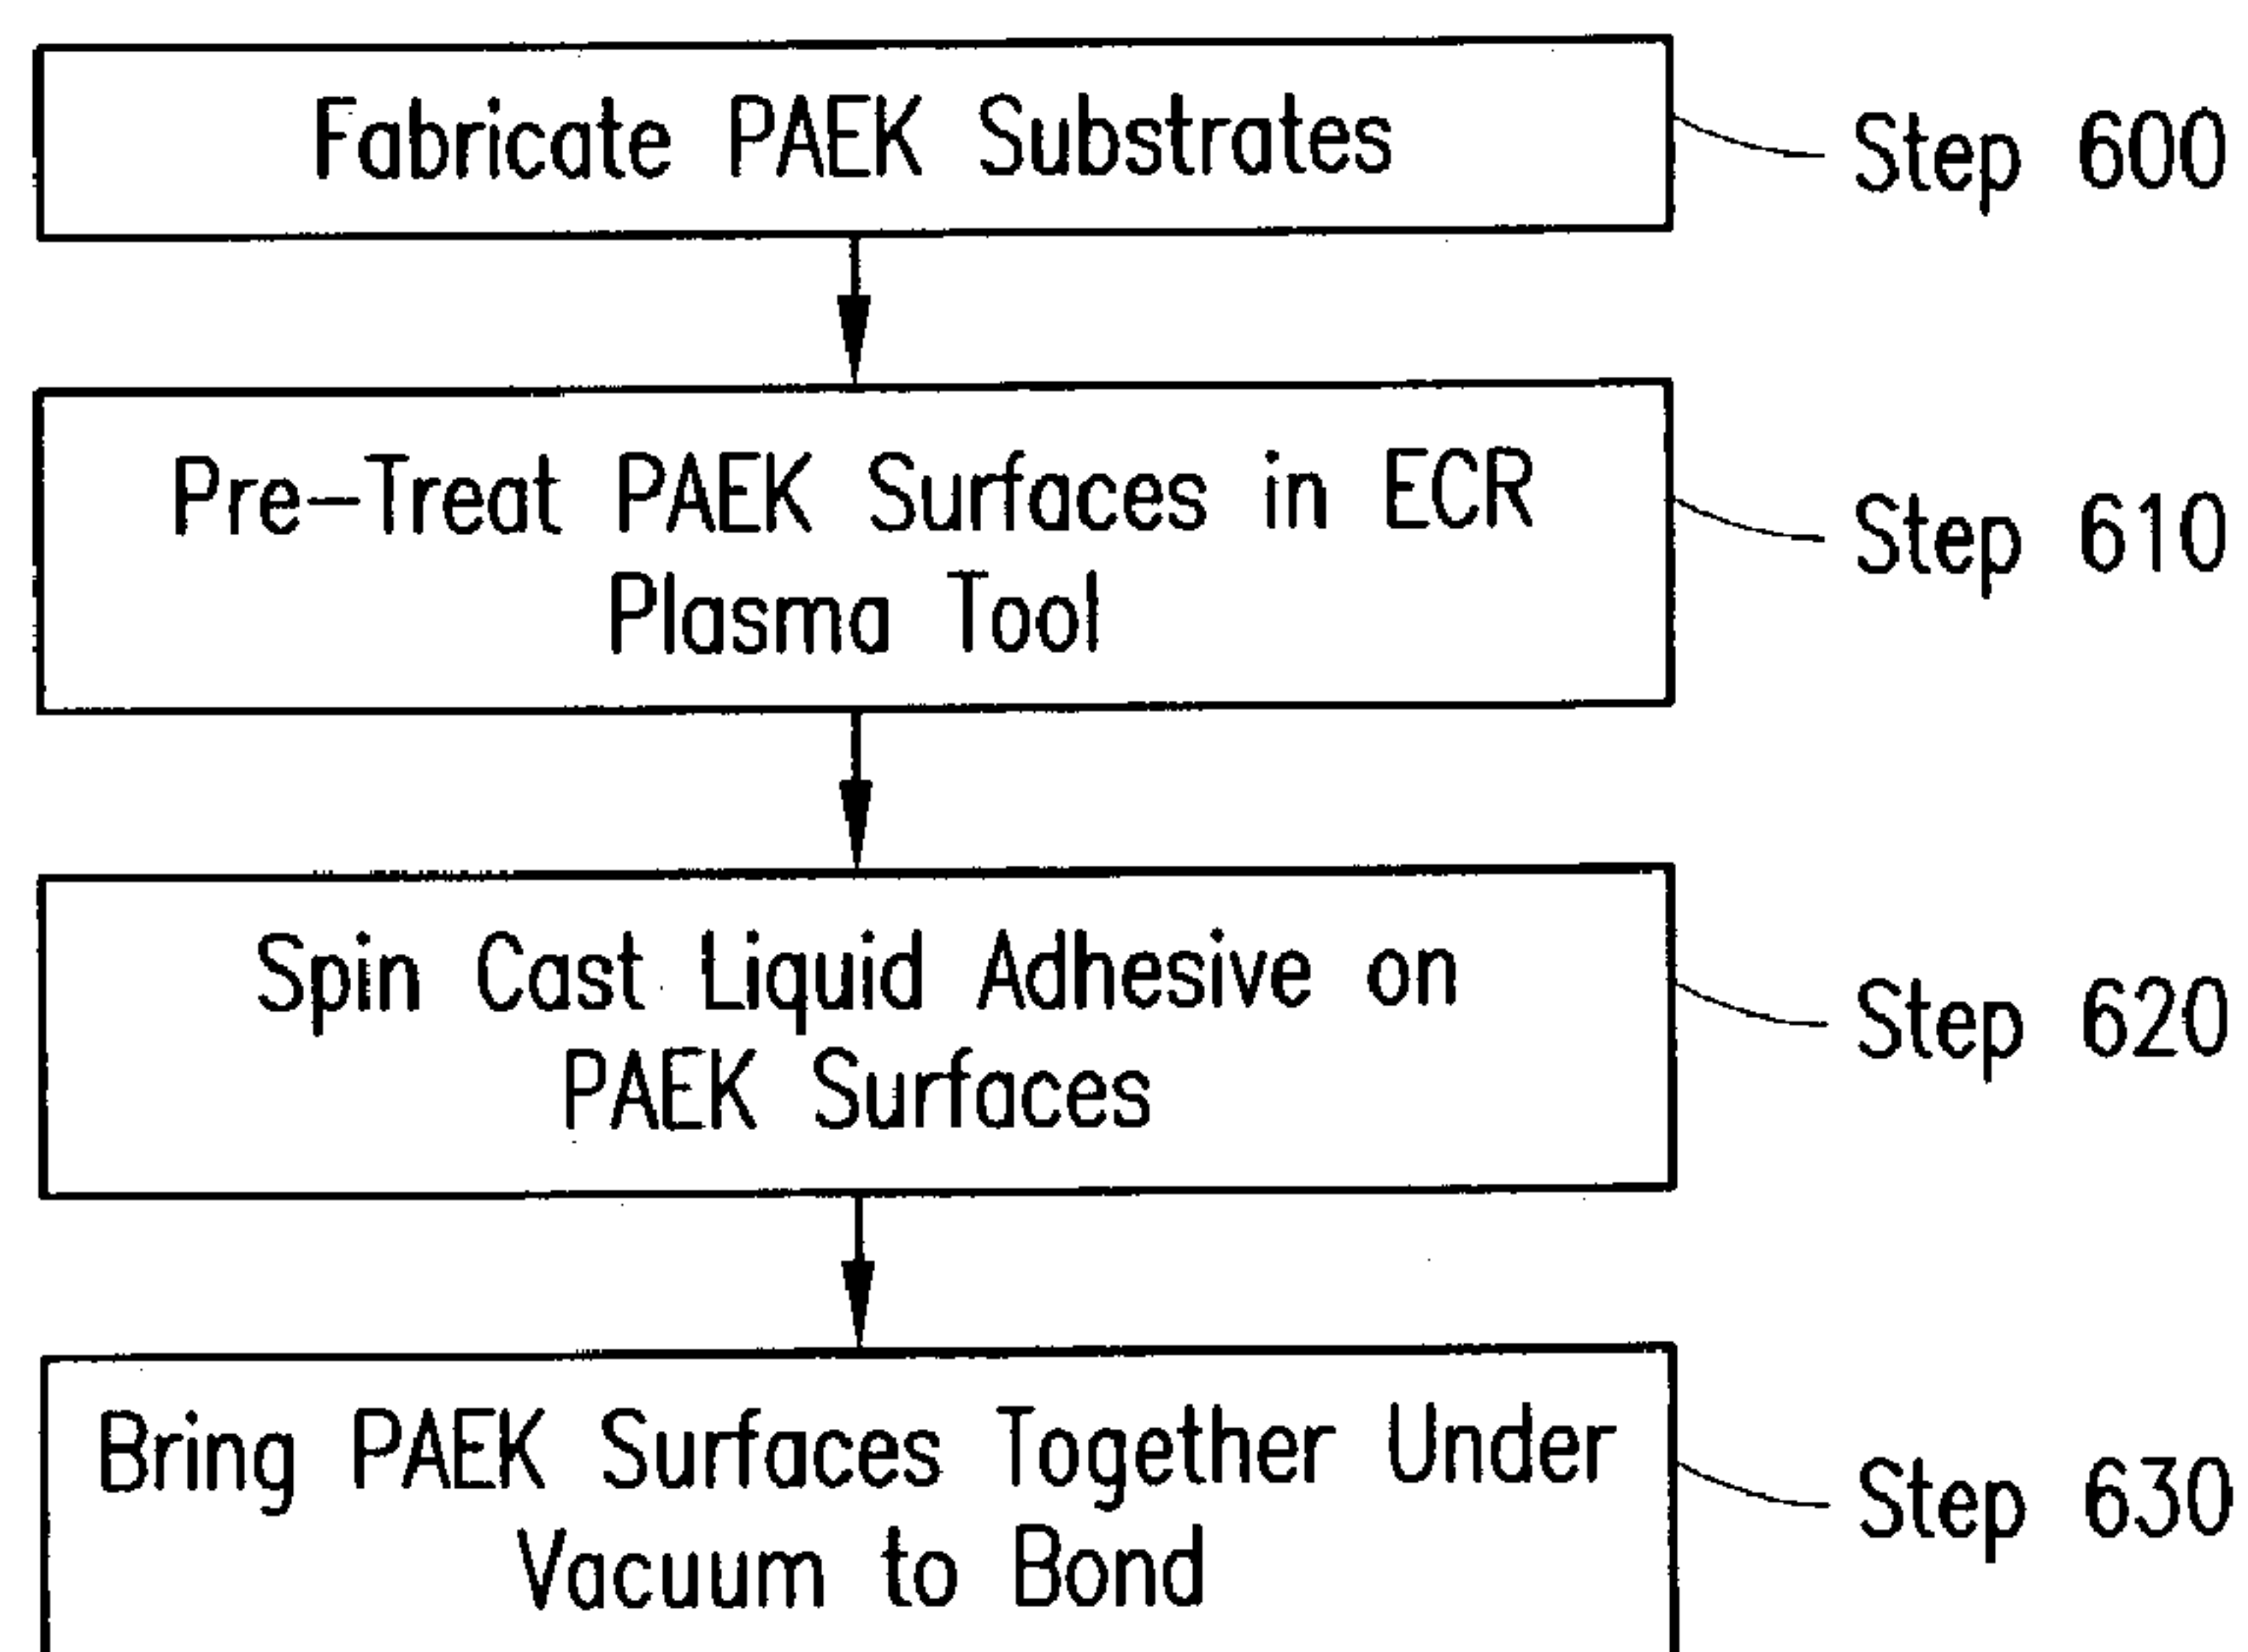 Fabricate PAEK Substrates
Step 600
Pre-Treat PAEK Surfaces in ECR
Plasma Tool
Step 610
Spin Cast Liquid Adhesive on
PAEK Surfaces
Step 620
Bring PAEK Surfaces Together Under
Vacuum to Bond
Step 630